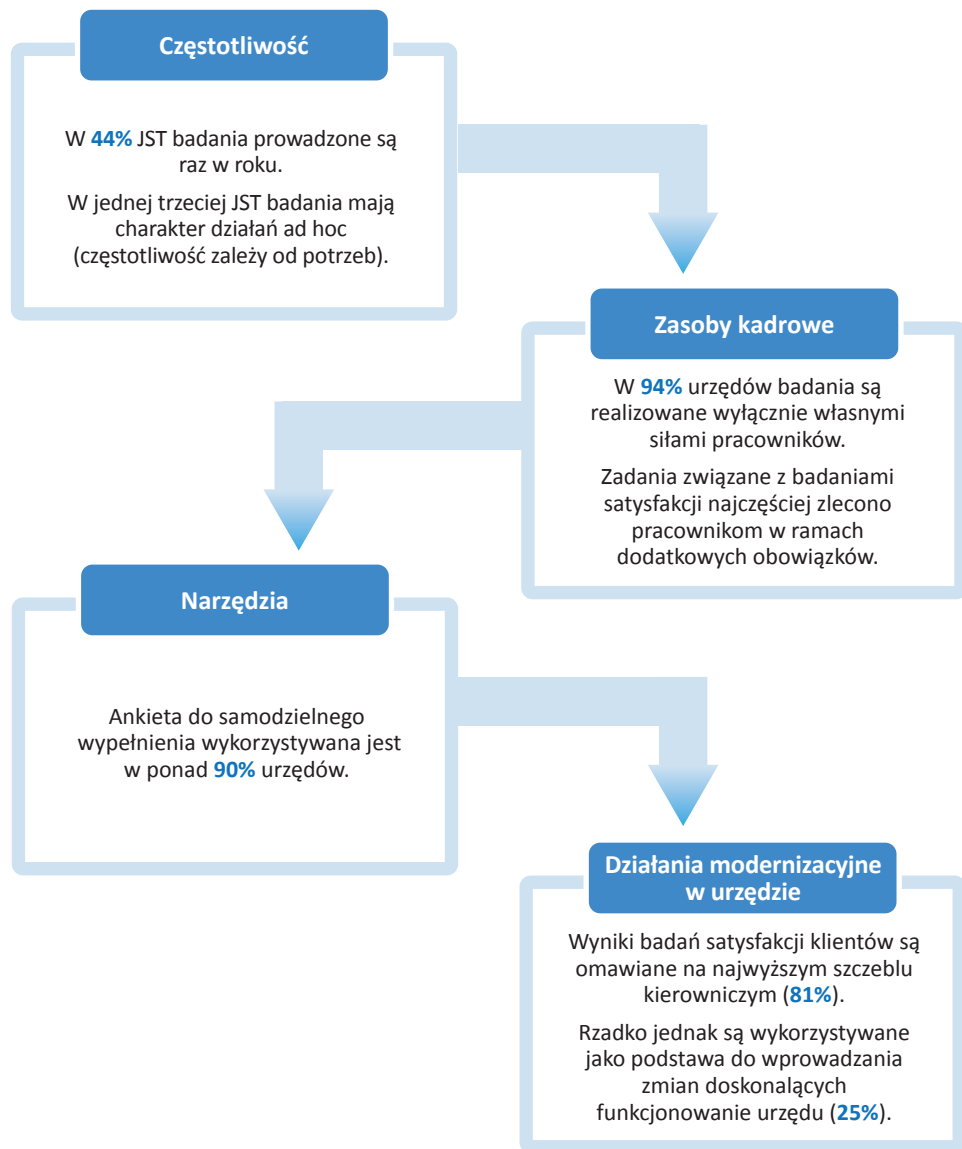 Częstotliwość
W 44% JST badania prowadzone są
raz w roku.
W jednej trzeciej JST badania mają
charakter działań ad hoc
(częstotliwość zależy od potrzeb).
Zasoby kadrowe
W 94% urzędów badania są
realizowane wyłącznie własnymi
siłami pracowników.
Zadania związane z badaniami
satysfakcji najczęściej zlecono
pracownikom w ramach
dodatkowych obowiązków.
Narzędzia
Ankieta do samodzielnego
wypełnienia wykorzystywana jest
w ponad 90% urzędów.
Działania modernizacyjne
w urzędzie
Wyniki badań satysfakcji klientów są
omawiane na najwyższym szczeblu
kierowniczym (81%).
Rzadko jednak są wykorzystywane
jako podstawa do wprowadzania
zmian doskonalących
funkcjonowanie urzędu (25%).